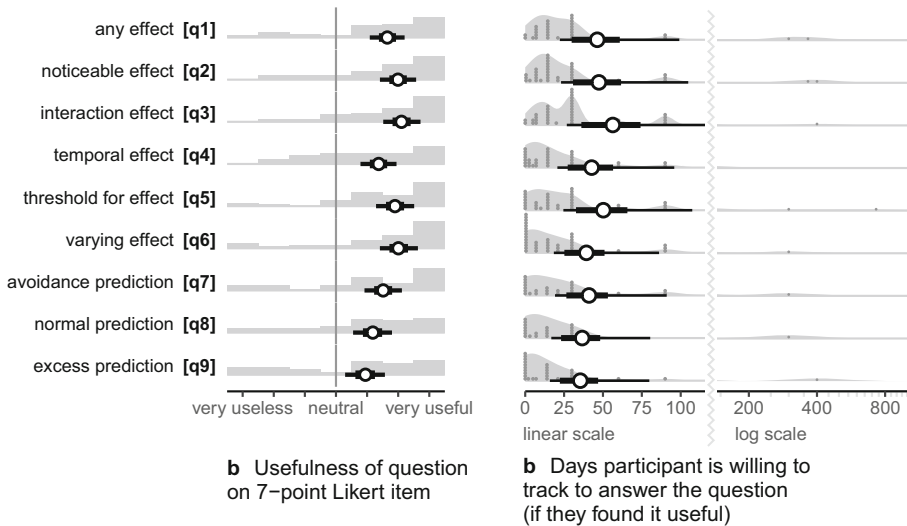 any effect [q1]
noticeable effect [q2]
interaction effect [q3]
temporal effect [q4]
threshold for effect [q5]
varying effect [q6]
avoidance prediction [q7]
normal prediction [q8]
excess prediction [q9]
very useless neutral very useful
0 25 50 75 100 200 400 800
linear scale log scale
b Usefulness of question
on 7−point Likert item
b Days participant is willing to
track to answer the question
(if they found it useful)